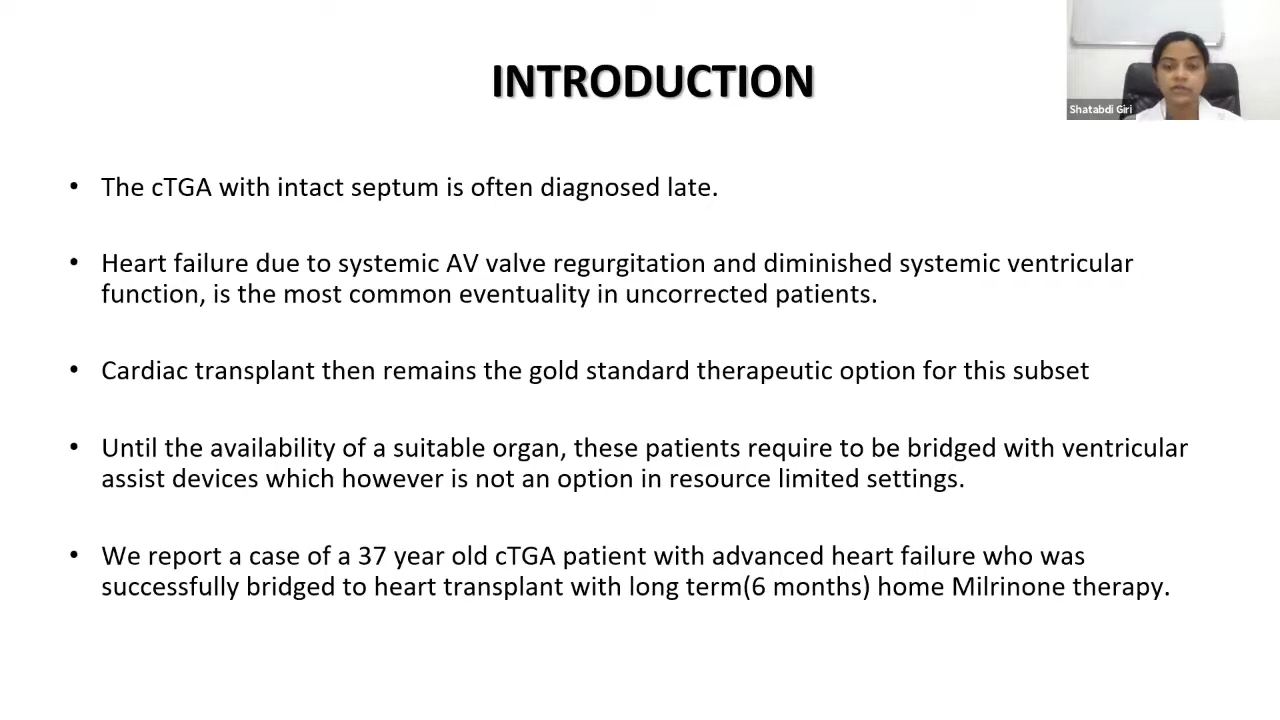 INTRODUCTION
Shatabdi Giri
• The cTGA with intact septum is often diagnosed late.
• Heart failure due to systemic AV valve regurgitation and diminished systemic ventricular
function, is the most common eventuality in uncorrected patients.
• Cardiac transplant then remains the gold standard therapeutic option for this subset
• Until the availability of a suitable organ, these patients require to be bridged with ventricular
assist devices which however is not an option in resource limited settings.
• We report a case of a 37 year old cTGA patient with advanced heart failure who was
successfully bridged to heart transplant with long term(6 months) home Milrinone therapy.